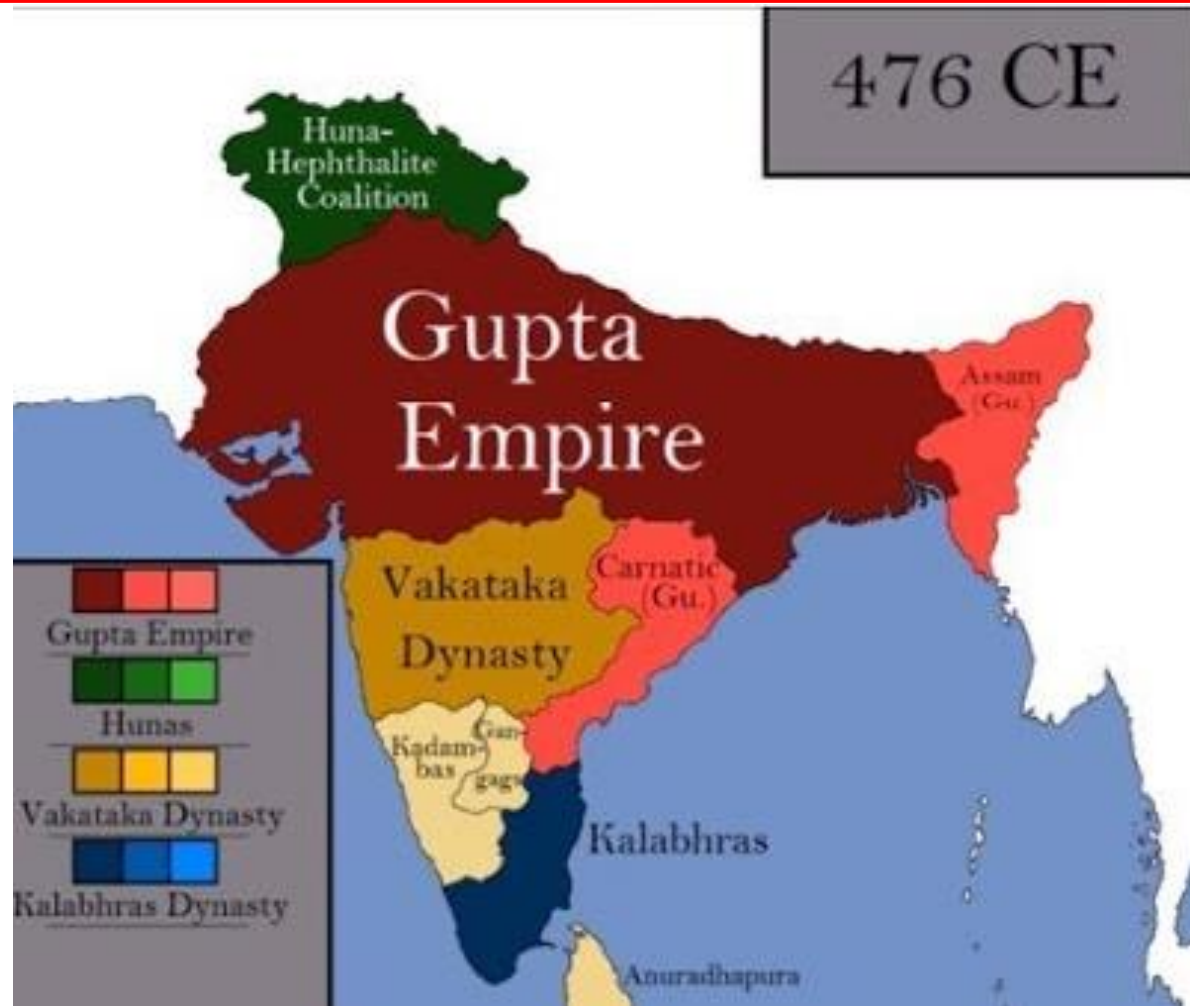 476 CE
Huna-
Hephthalite
Coalition
Gupta
Empire
Assam
(Gu.)
Vakataka
Dynasty
Carnatic
(Gu.)
Kadam-
bas
Gan-
gaga
Kalabhras
Anuradhapura
Gupta Empire
Hunas
Vakataka Dynasty
Kalabhras Dynasty